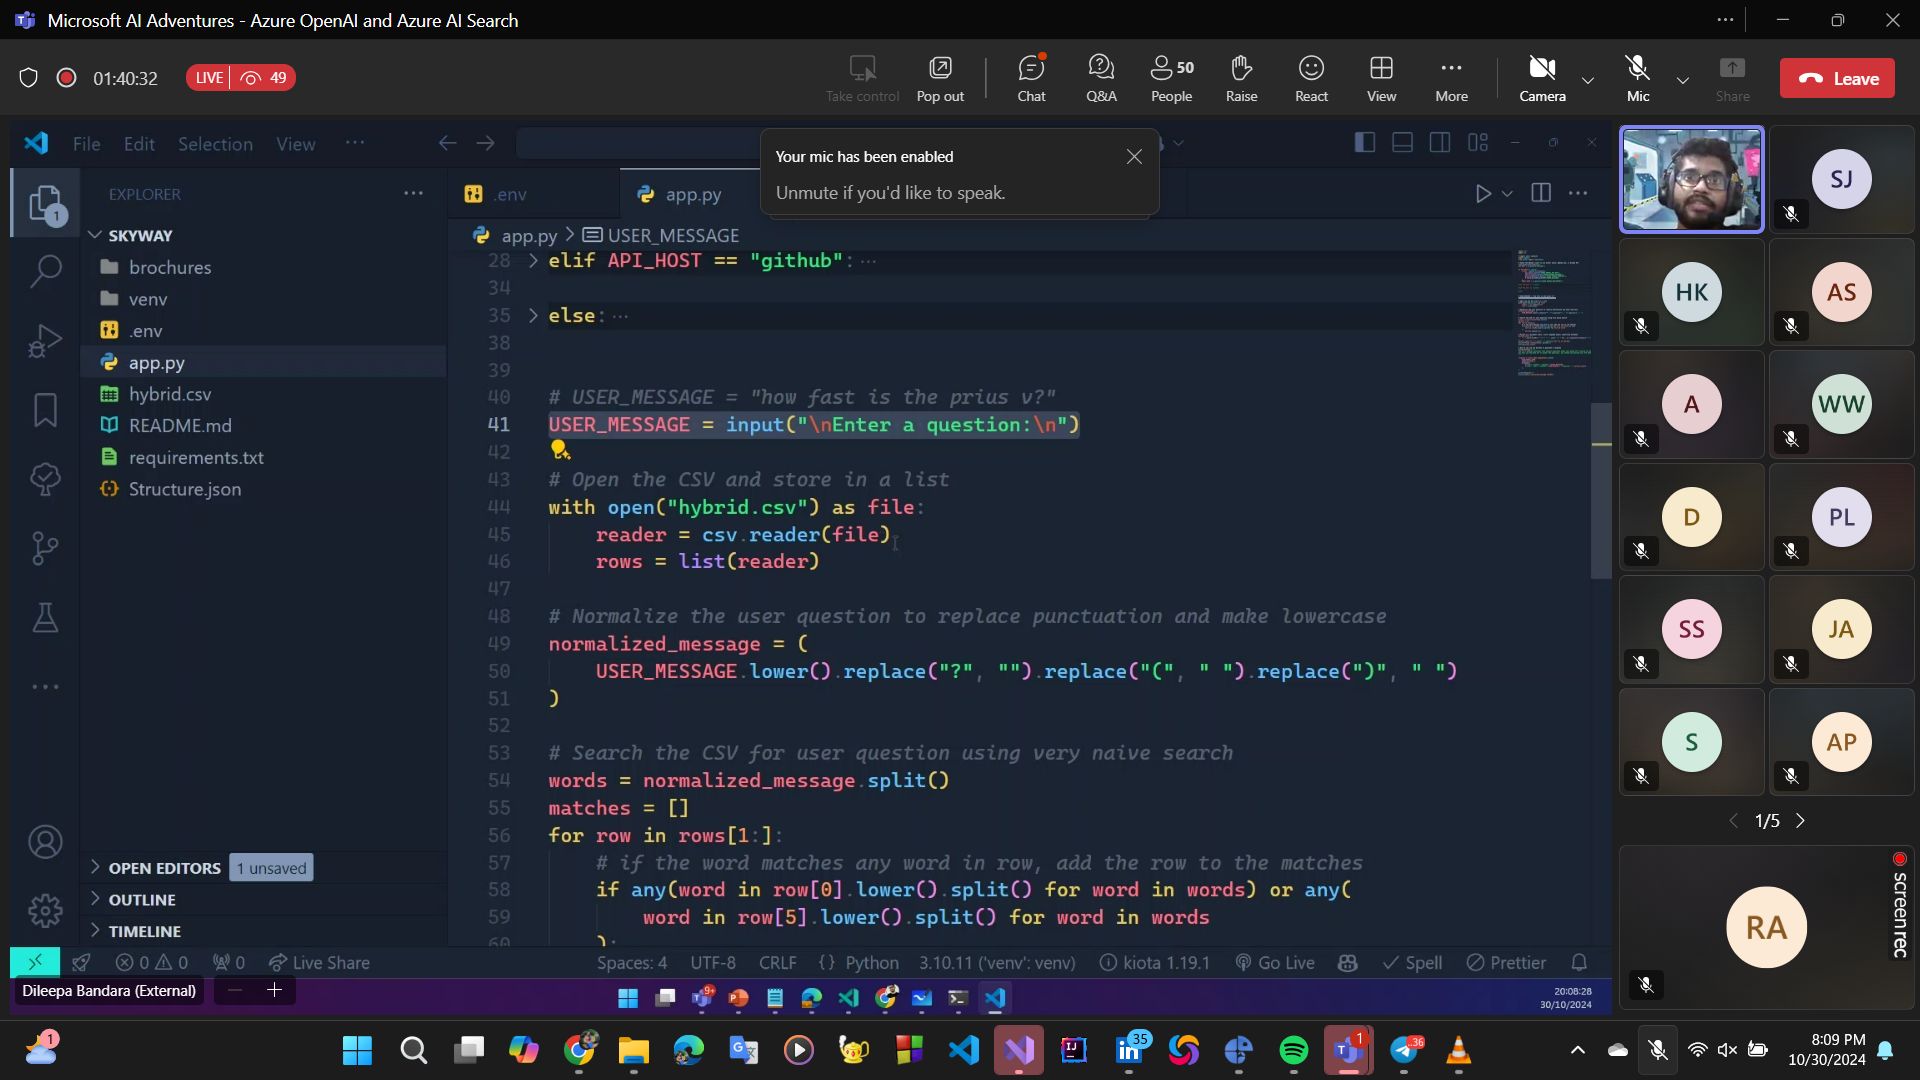 Microsoft AI Adventures - Azure OpenAI and Azure AI Search
01:40:32
LIVE 49
Take control
Pop out
Chat
Q&A
50
People
Raise
React
View
More
Camera
Mic
Share
Leave
File Edit Selection View ...
Your mic has been enabled
Unmute if you'd like to speak.
EXPLORER
.env
app.py
SKYWAY
brochures
venv
.env
app.py
hybrid.csv
README.md
requirements.txt
Structure.json
OPEN EDITORS 1 unsaved
OUTLINE
TIMELINE
1
app.py > USER_MESSAGE
28 elif API_HOST == "github": ...
34
35 else: ...
38
39
40 # USER_MESSAGE = "how fast is the prius v?"
41 USER_MESSAGE = input("\nEnter a question:\n")
42
43 # Open the CSV and store in a list
44 with open("hybrid.csv") as file:
45 reader = csv.reader(file)
46 rows = list(reader)
47
48 # Normalize the user question to replace punctuation and make lowercase
49 normalized_message = (
50 USER_MESSAGE.lower().replace("?", "").replace("(", " ").replace(")", " ")
51 )
52
53 # Search the CSV for user question using very naive search
54 words = normalized_message.split()
55 matches = []
56 for row in rows[1:]:
57 # if the word matches any word in row, add the row to the matches
58 if any(word in row[0].lower().split() for word in words) or any(
59 word in row[5].lower().split() for word in words
60 ):
0 0 0 Live Share
Spaces: 4 UTF-8 CRLF {} Python 3.10.11 ('venv': venv) kiota 1.19.1 Go Live Spell Prettier
Dileepa Bandara (External)
9+
20:08:28
30/10/2024
SJ
HK
AS
A
WW
D
PL
SS
JA
S
AP
1/5
RA
screenrec
1
35
1
36
8:09 PM
10/30/2024